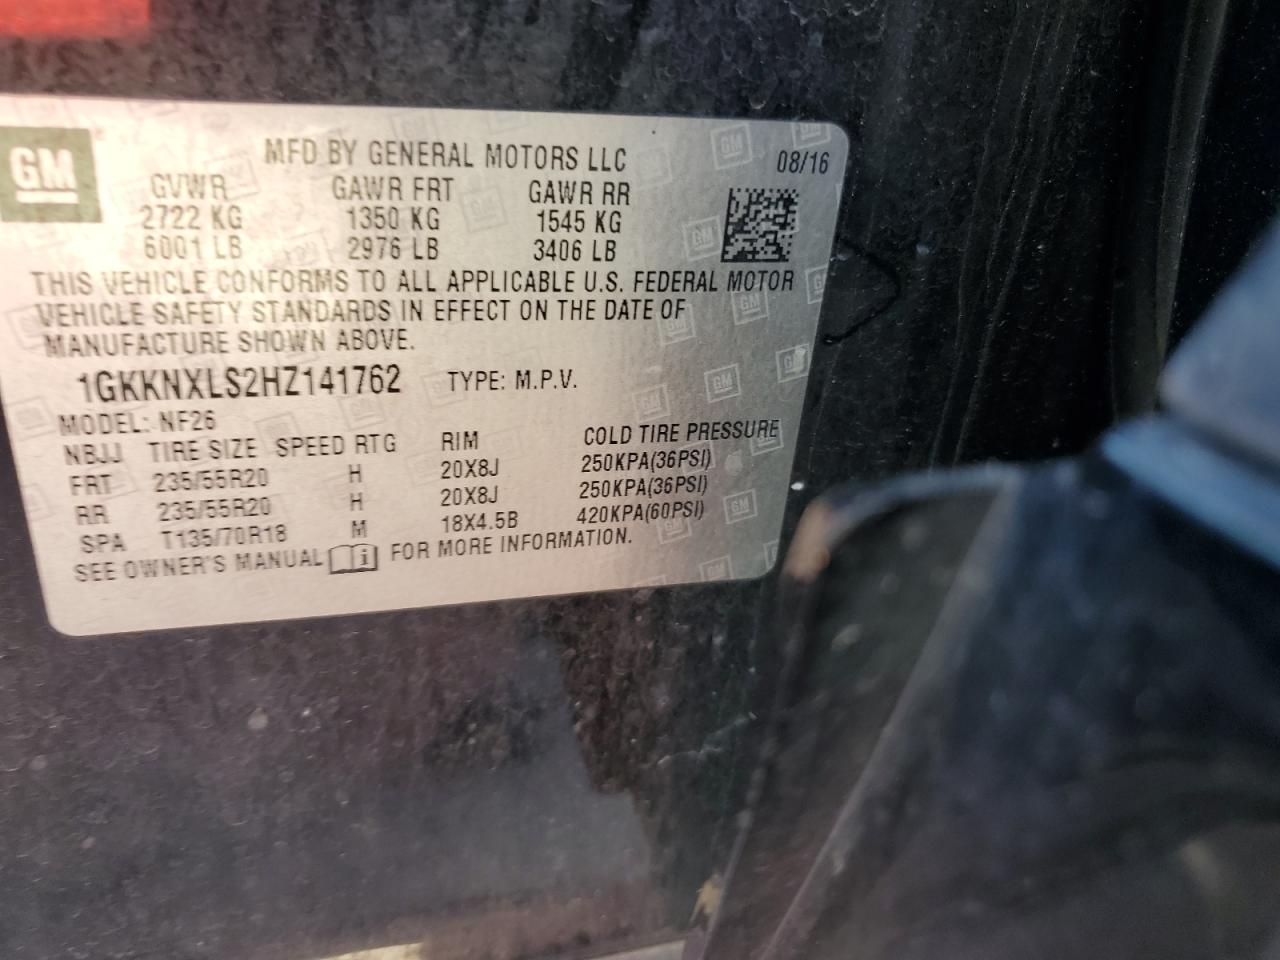 GM
MFD BY GENERAL MOTORS LLC 08/16
GVWR GAWR FRT GAWR RR
2722 KG 1350 KG 1545 KG
6001 LB 2976 LB 3406 LB
THIS VEHICLE CONFORMS TO ALL APPLICABLE U.S. FEDERAL MOTOR
VEHICLE SAFETY STANDARDS IN EFFECT ON THE DATE OF
MANUFACTURE SHOWN ABOVE.
1GKKNXLS2HZ141762 TYPE: M.P.V.
MODEL: NF26
NBJJ TIRE SIZE SPEED RTG RIM COLD TIRE PRESSURE
FRT 235/55R20 H 20X8J 250KPA(36PSI)
RR 235/55R20 H 20X8J 250KPA(36PSI)
SPA T135/70R18 M 18X4.5B 420KPA(60PSI)
SEE OWNER'S MANUAL i FOR MORE INFORMATION.